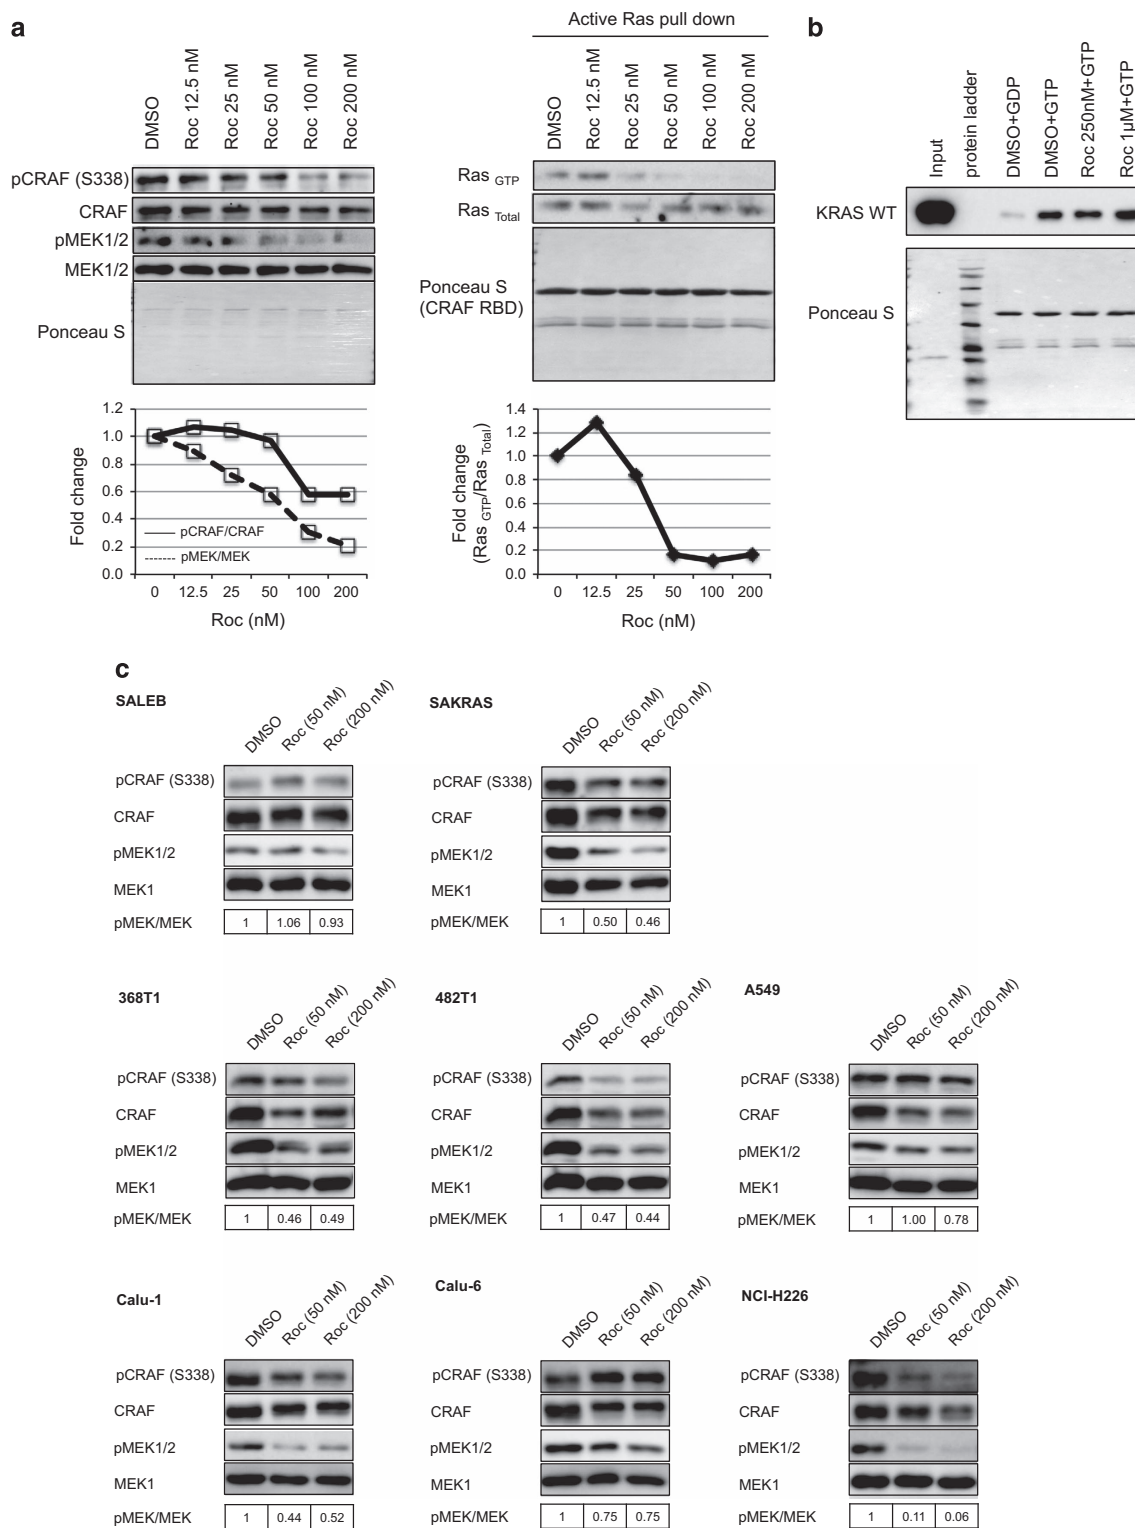 a
DMSO
Roc 12.5 nM
Roc 25 nM
Roc 50 nM
Roc 100 nM
Roc 200 nM
pCRAF (S338)
CRAF
pMEK1/2
MEK1/2
Ponceau S
1.2
1.0
0.8
0.6
0.4
0.2
0.0
Fold change
pCRAF/CRAF
pMEK/MEK
0 12.5 25 50 100 200
Roc (nM)
Active Ras pull down
DMSO
Roc 12.5 nM
Roc 25 nM
Roc 50 nM
Roc 100 nM
Roc 200 nM
Ras GTP
Ras Total
Ponceau S
(CRAF RBD)
1.4
1.2
1.0
0.8
0.6
0.4
0.2
0.0
Fold change
(Ras GTP/Ras Total)
0 12.5 25 50 100 200
Roc (nM)
b
Input
protein ladder
DMSO+GDP
DMSO+GTP
Roc 250nM+GTP
Roc 1µM+GTP
KRAS WT
Ponceau S
c
SALEB
DMSO
Roc (50 nM)
Roc (200 nM)
pCRAF (S338)
CRAF
pMEK1/2
MEK1
pMEK/MEK 1 1.06 0.93
SAKRAS
DMSO
Roc (50 nM)
Roc (200 nM)
pCRAF (S338)
CRAF
pMEK1/2
MEK1
pMEK/MEK 1 0.50 0.46
368T1
DMSO
Roc (50 nM)
Roc (200 nM)
pCRAF (S338)
CRAF
pMEK1/2
MEK1
pMEK/MEK 1 0.46 0.49
482T1
DMSO
Roc (50 nM)
Roc (200 nM)
pCRAF (S338)
CRAF
pMEK1/2
MEK1
pMEK/MEK 1 0.47 0.44
A549
DMSO
Roc (50 nM)
Roc (200 nM)
pCRAF (S338)
CRAF
pMEK1/2
MEK1
pMEK/MEK 1 1.00 0.78
Calu-1
DMSO
Roc (50 nM)
Roc (200 nM)
pCRAF (S338)
CRAF
pMEK1/2
MEK1
pMEK/MEK 1 0.44 0.52
Calu-6
DMSO
Roc (50 nM)
Roc (200 nM)
pCRAF (S338)
CRAF
pMEK1/2
MEK1
pMEK/MEK 1 0.75 0.75
NCI-H226
DMSO
Roc (50 nM)
Roc (200 nM)
pCRAF (S338)
CRAF
pMEK1/2
MEK1
pMEK/MEK 1 0.11 0.06